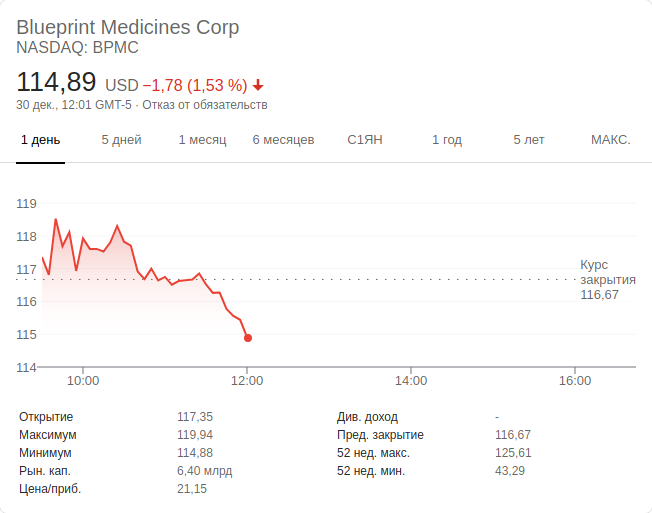 Blueprint Medicines Corp
NASDAQ: BPMC
114,89 USD −1,78 (1,53 %)
30 дек., 12:01 GMT-5 · Отказ от обязательств
1 день 5 дней 1 месяц 6 месяцев С1ЯН 1 год 5 лет МАКС.
119
118
117
116
115
114
Курс
закрытия
116,67
10:00 12:00 14:00 16:00
Открытие 117,35 Див. доход -
Максимум 119,94 Пред. закрытие 116,67
Минимум 114,88 52 нед. макс. 125,61
Рын. кап. 6,40 млрд 52 нед. мин. 43,29
Цена/приб. 21,15